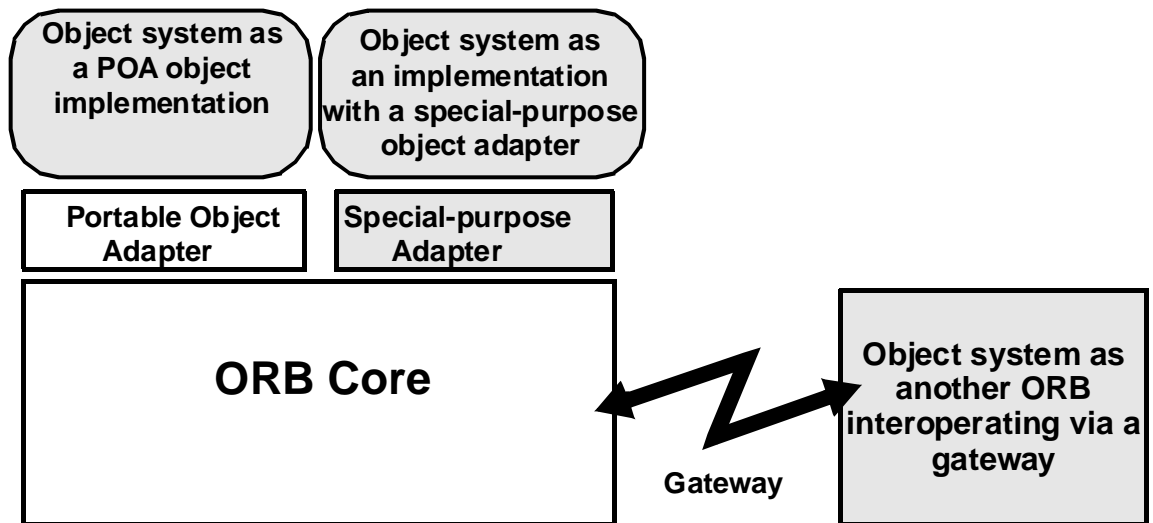 Object system as
a POA object
implementation
Object system as
an implementation
with a special-purpose
object adapter
Portable Object
Adapter
Special-purpose
Adapter
ORB Core
Gateway
Object system as
another ORB
interoperating via a
gateway